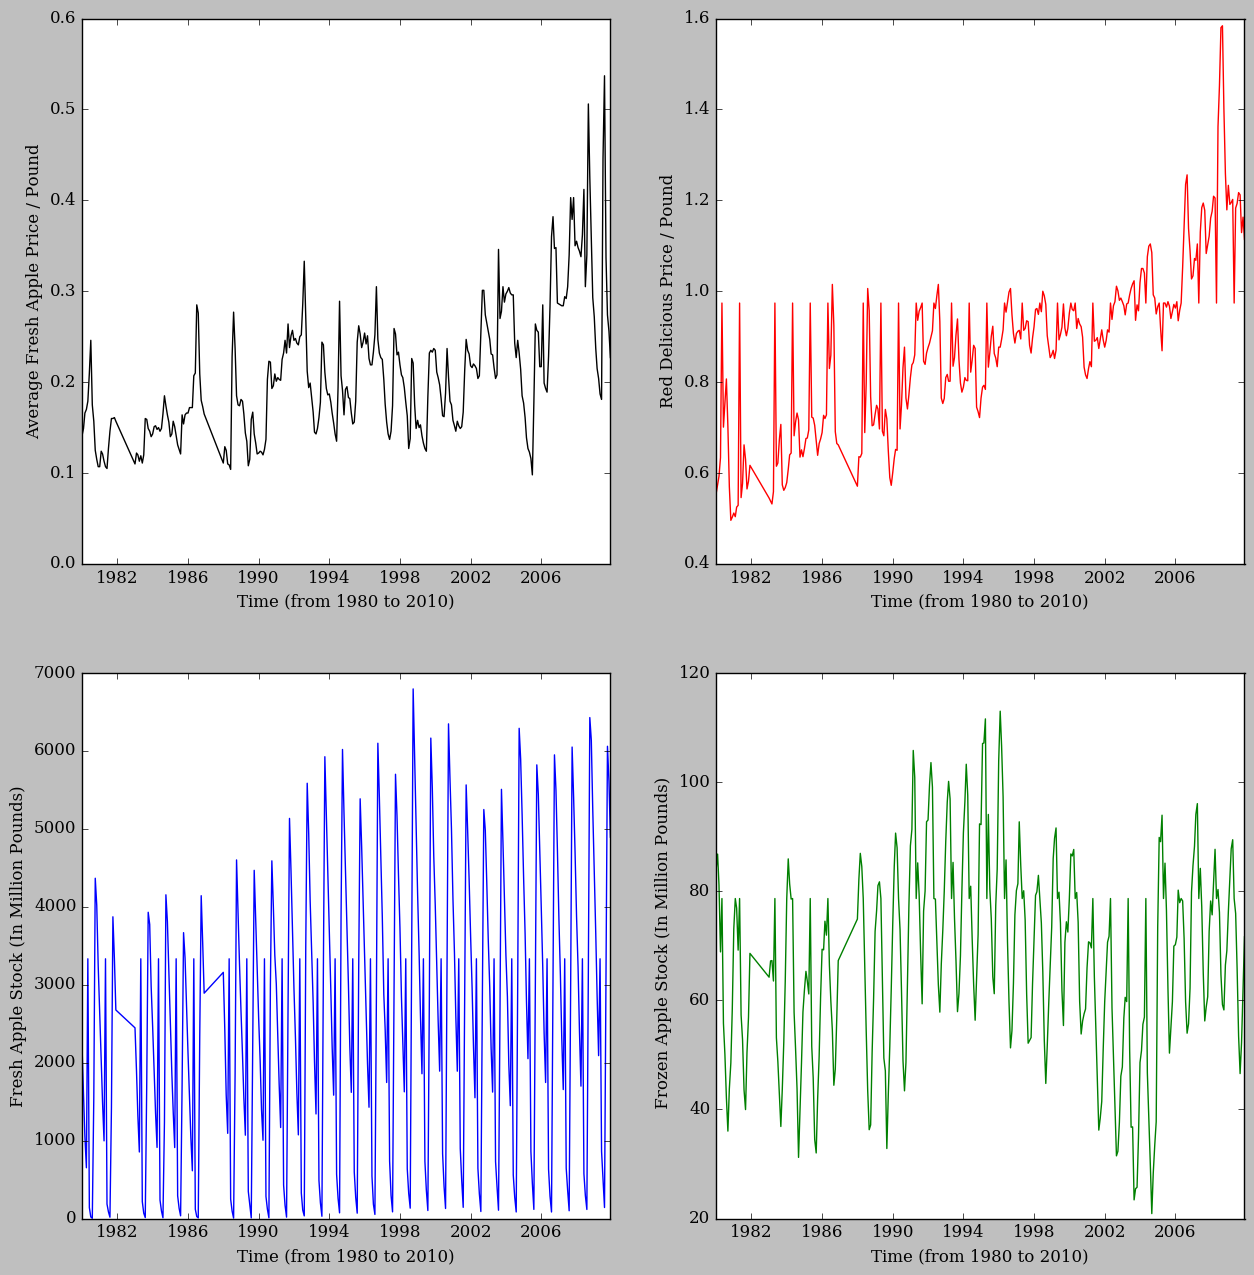 0.6
0.5
0.4
0.3
0.2
0.1
0.0
Average Fresh Apple Price / Pound
1982 1986 1990 1994 1998 2002 2006
Time (from 1980 to 2010)
1.6
1.4
1.2
1.0
0.8
0.6
0.4
Red Delicious Price / Pound
1982 1986 1990 1994 1998 2002 2006
Time (from 1980 to 2010)
7000
6000
5000
4000
3000
2000
1000
0
Fresh Apple Stock (In Million Pounds)
1982 1986 1990 1994 1998 2002 2006
Time (from 1980 to 2010)
120
100
80
60
40
20
Frozen Apple Stock (In Million Pounds)
1982 1986 1990 1994 1998 2002 2006
Time (from 1980 to 2010)